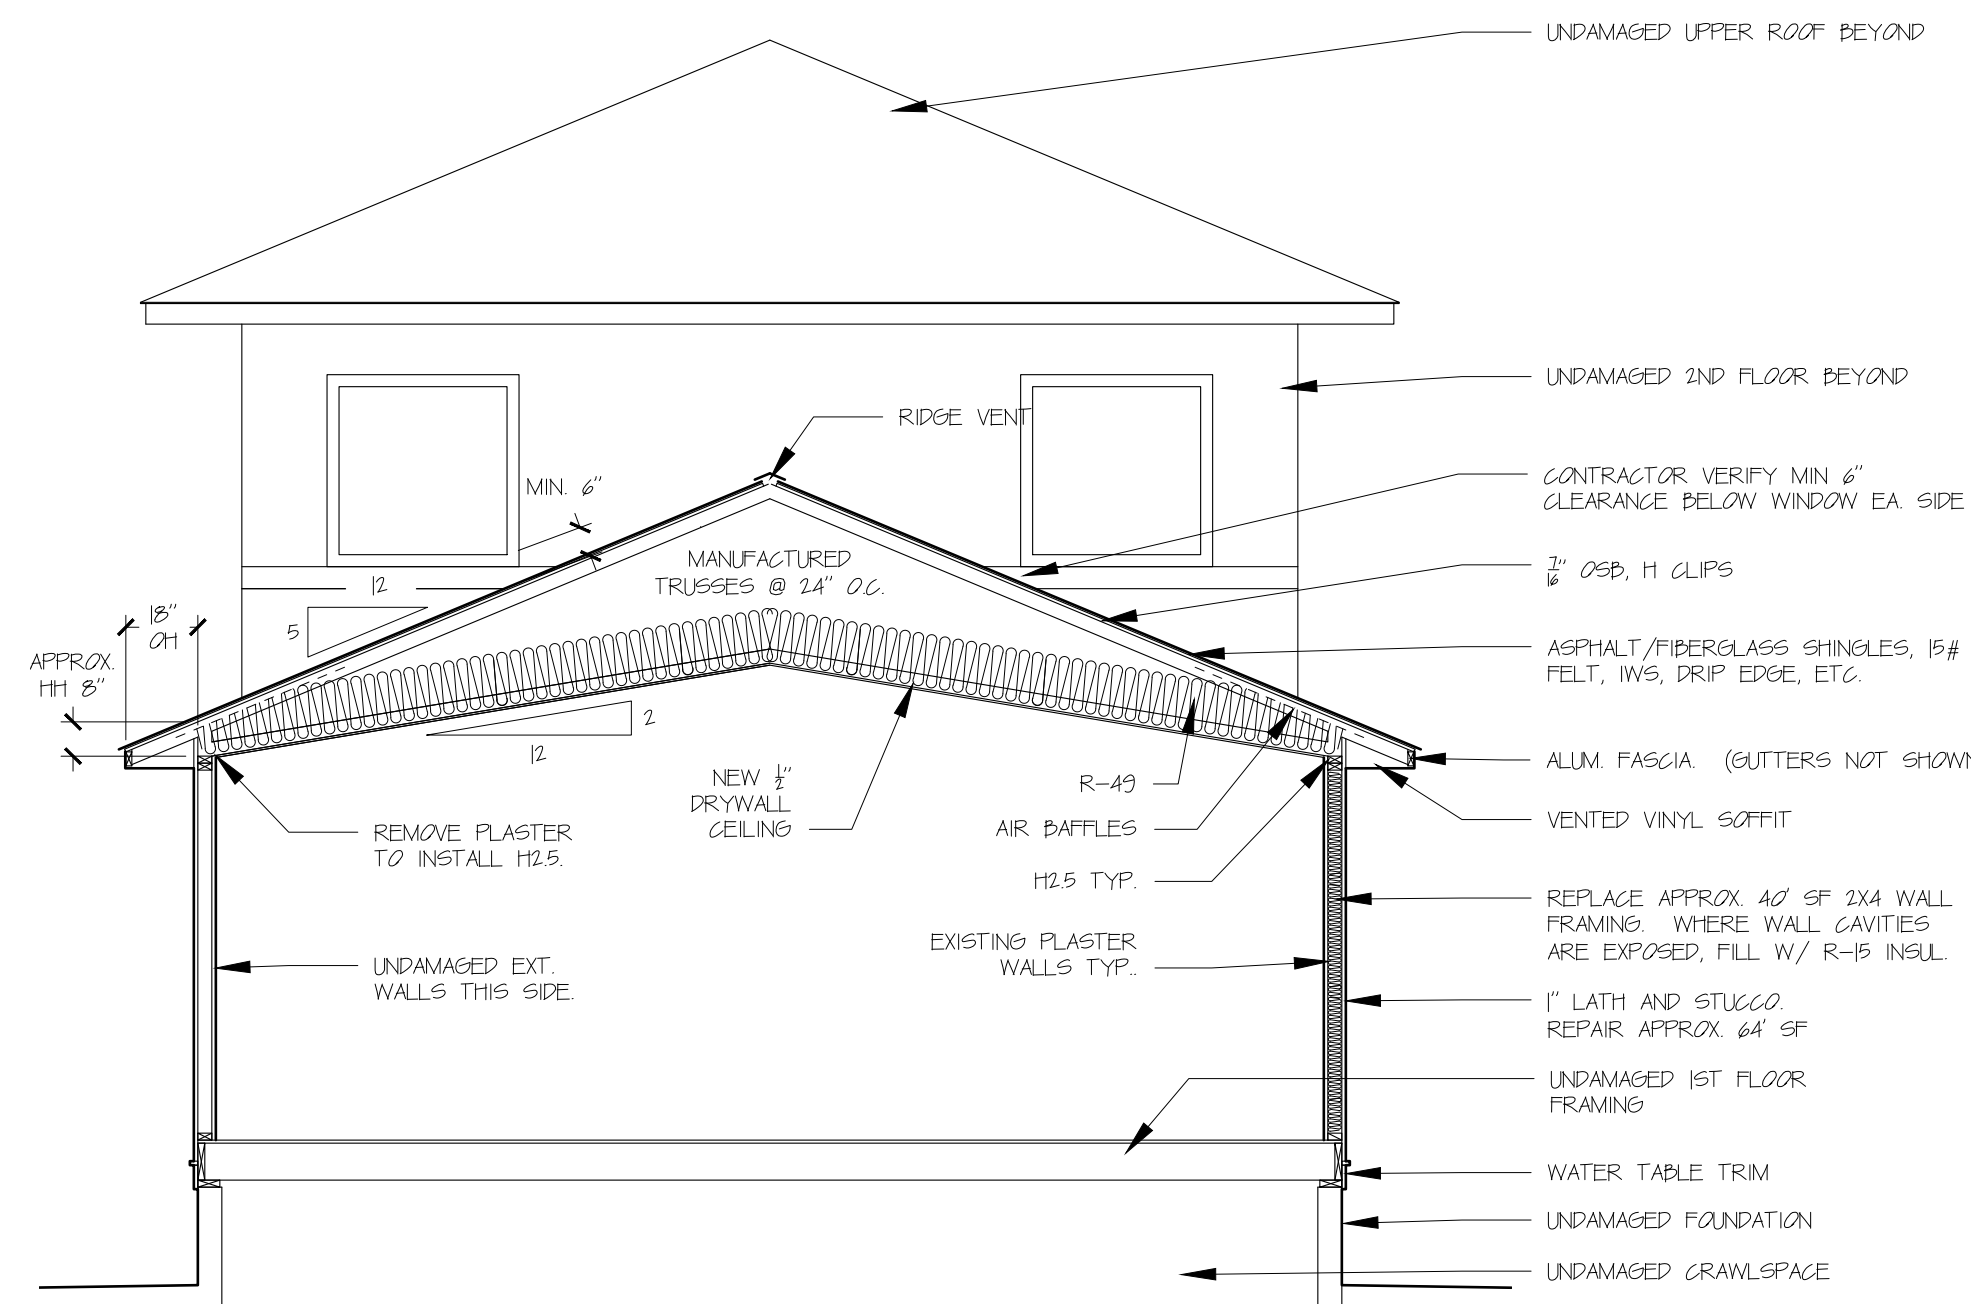 UNDAMAGED UPPER ROOF BEYOND
UNDAMAGED 2ND FLOOR BEYOND
RIDGE VENT
MIN. 6"
CONTRACTOR VERIFY MIN 6"
CLEARANCE BELOW WINDOW EA. SIDE
MANUFACTURED
TRUSSES @ 24" O.C.
7/16" OSB, H CLIPS
12
5
18"
OH
APPROX.
HH 8"
ASPHALT/FIBERGLASS SHINGLES, 15#
FELT, IWS, DRIP EDGE, ETC.
2
12
ALUM. FASCIA. (GUTTERS NOT SHOWN
NEW 1/2"
DRYWALL
CEILING
R-49
AIR BAFFLES
H2.5 TYP.
VENTED VINYL SOFFIT
REMOVE PLASTER
TO INSTALL H2.5.
REPLACE APPROX. 40' SF 2X4 WALL
FRAMING. WHERE WALL CAVITIES
ARE EXPOSED, FILL W/ R-15 INSUL.
EXISTING PLASTER
WALLS TYP..
UNDAMAGED EXT.
WALLS THIS SIDE.
1" LATH AND STUCCO.
REPAIR APPROX. 64' SF
UNDAMAGED 1ST FLOOR
FRAMING
WATER TABLE TRIM
UNDAMAGED FOUNDATION
UNDAMAGED CRAWLSPACE